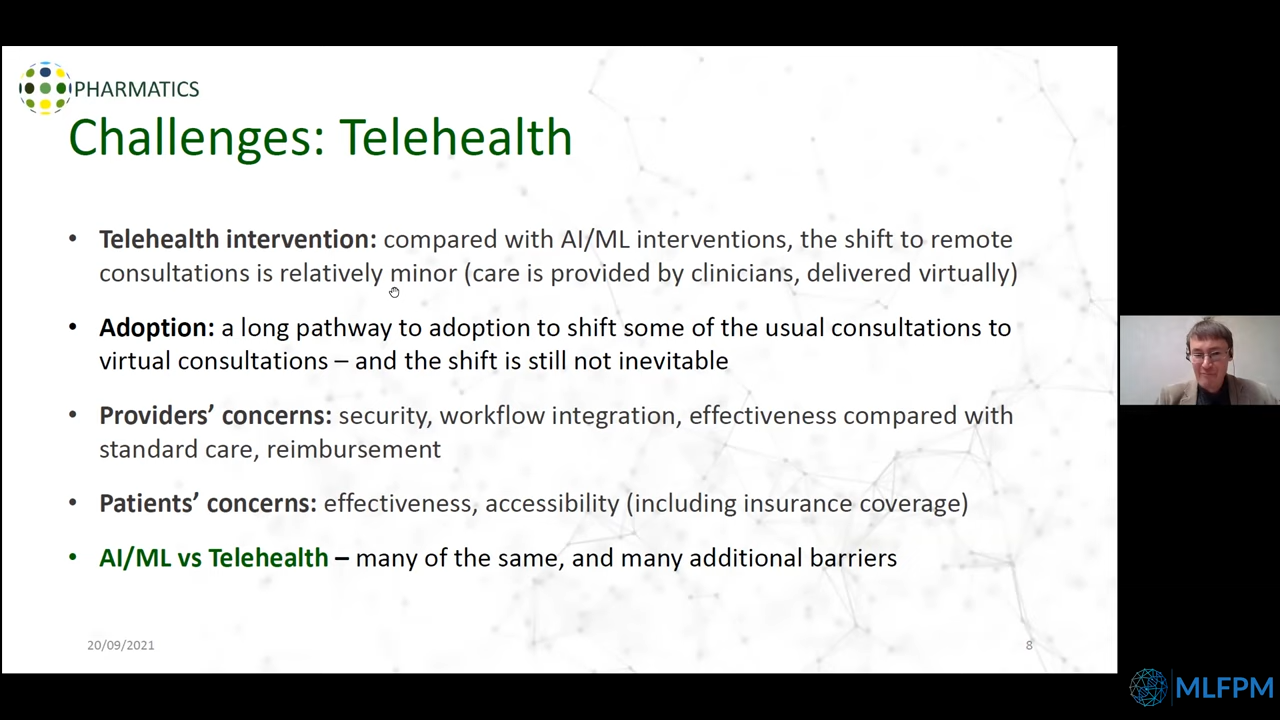 PHARMATICS
Challenges: Telehealth
• Telehealth intervention: compared with AI/ML interventions, the shift to remote
consultations is relatively minor (care is provided by clinicians, delivered virtually)
• Adoption: a long pathway to adoption to shift some of the usual consultations to
virtual consultations – and the shift is still not inevitable
• Providers’ concerns: security, workflow integration, effectiveness compared with
standard care, reimbursement
• Patients’ concerns: effectiveness, accessibility (including insurance coverage)
• AI/ML vs Telehealth – many of the same, and many additional barriers
20/09/2021
8
MLFPM